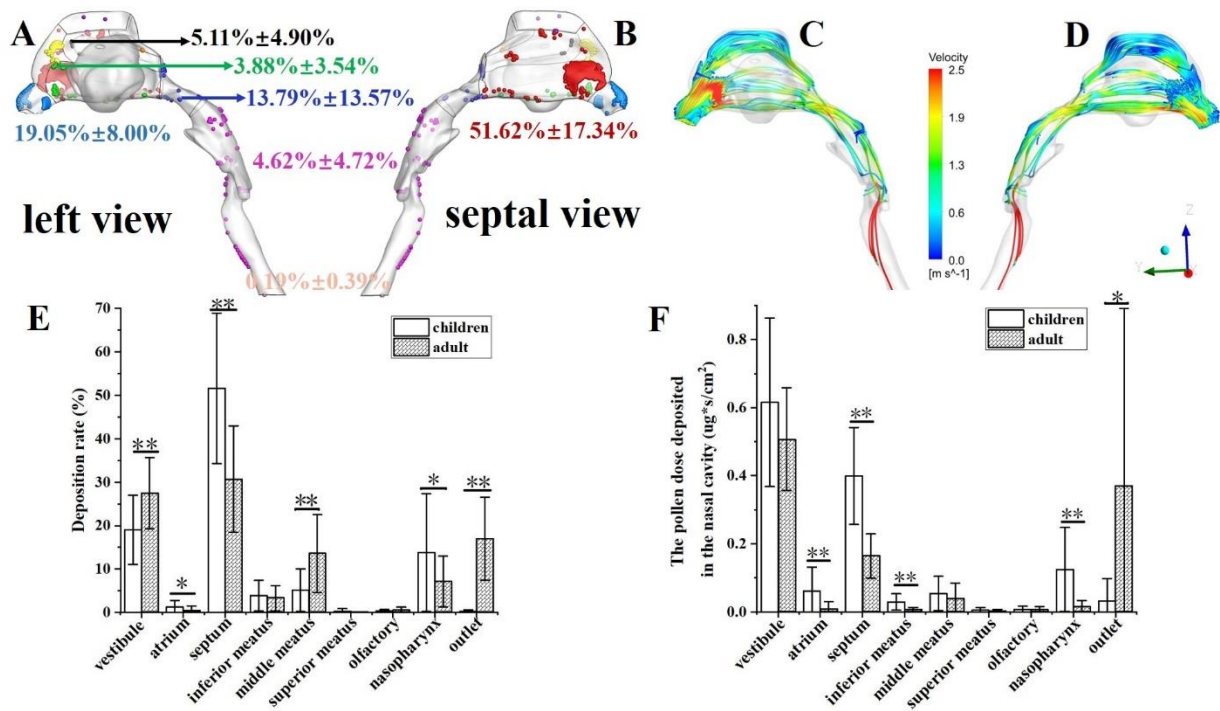 A
5.11%±4.90%
3.88%±3.54%
13.79%±13.57%
19.05%±8.00%
4.62%±4.72%
left view
0.19%±0.39%
B
51.62%±17.34%
septal view
C
D
Velocity
2.5
1.9
1.3
0.6
0.0
[m s^-1]
Z
Y
E
**
children
adult
Deposition rate (%)
70
60
50
40
30
20
10
0
**
*
**
*
**
vestibule
atrium
septum
inferior meatus
middle meatus
superior meatus
olfactory
nasopharynx
outlet
F
*
children
adult
The pollen dose deposited
in the nasal cavity (ug*s/cm²)
0.8
0.6
0.4
0.2
0.0
**
**
**
**
vestibule
atrium
septum
inferior meatus
middle meatus
superior meatus
olfactory
nasopharynx
outlet